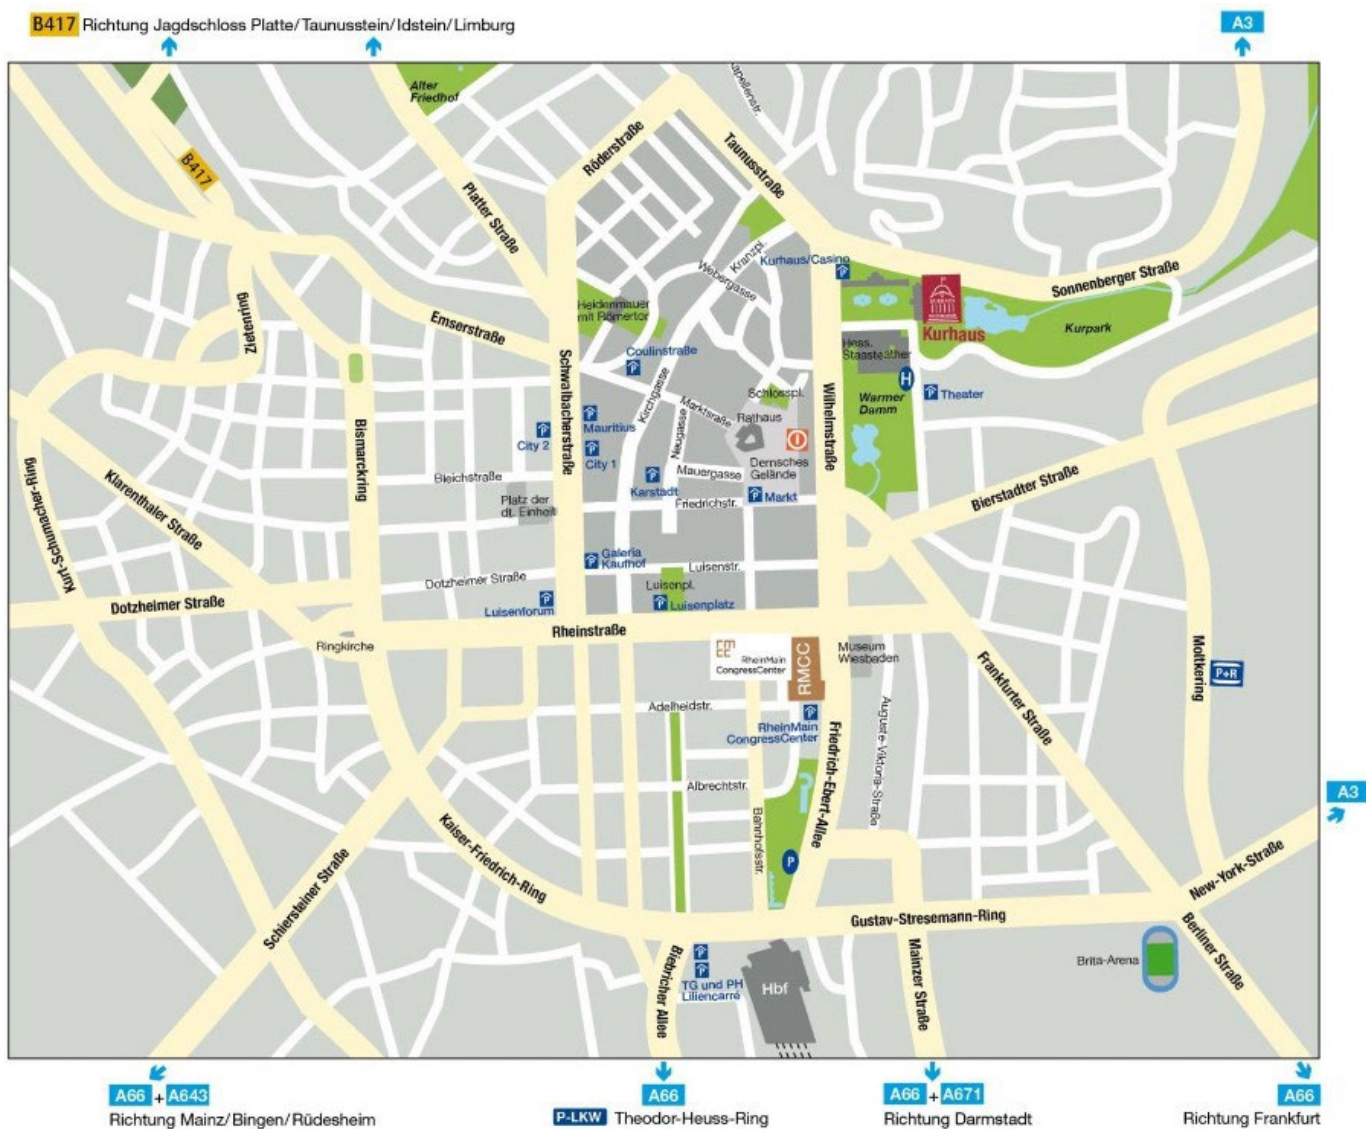 B417 Richtung Jagdschloss Platte/Taunusstein/Idstein/Limburg
A3
Alter
Friedhof
Kapellenstr.
B417
Röderstraße
Taunusstraße
Platter Straße
Kranzpl.
Kurhaus/Casino
P
Webergasse
Sonnenberger Straße
Zietenring
Emserstraße
Heidenmauer
mit Römertor
Kurhaus
Kurpark
Coulinstraße
P
Hess.
Staasteather
H
Schwalbacherstraße
Kirchgasse
Schlosspl.
Wilhelmstraße
Warmer
Damm
P
Theater
Marktstraße
Neugasse
Rathaus
P
Mauritius
P
City 2
P
City 1
Bismarckring
Dernsches
Gelände
Kurt-Schumacher-Ring
Klarenthaler Straße
Bleichstraße
Mauergasse
Bierstadter Straße
P
Karstadt
P
Markt
Platz der
dt. Einheit
Friedrichstr.
P
Galeria
Kaufhof
Luisenstr.
Dotzheimer Straße
Luisenpl.
Dotzheimer Straße
P
Luisenforum
P
Luisenplatz
Rheinstraße
Ringkirche
rm
cc
RheinMain
CongressCenter
RMCC
Museum
Wiesbaden
Frankfurter Straße
Moltkering
P+R
Adelheidstr.
P
RheinMain
CongressCenter
Friedrich-Ebert-Allee
Auguste-Viktoria-Straße
Albrechtstr.
A3
Bahnhofsstr.
P
Kaiser-Friedrich-Ring
Schiersteiner Straße
New-York-Straße
Gustav-Stresemann-Ring
Berliner Straße
Biebricher Allee
P
P
TG und PH
Liliencarré
Hbf
Mainzer Straße
Brita-Arena
A66 + A643
Richtung Mainz/Bingen/Rüdesheim
A66
P-LKW Theodor-Heuss-Ring
A66 + A671
Richtung Darmstadt
A66
Richtung Frankfurt